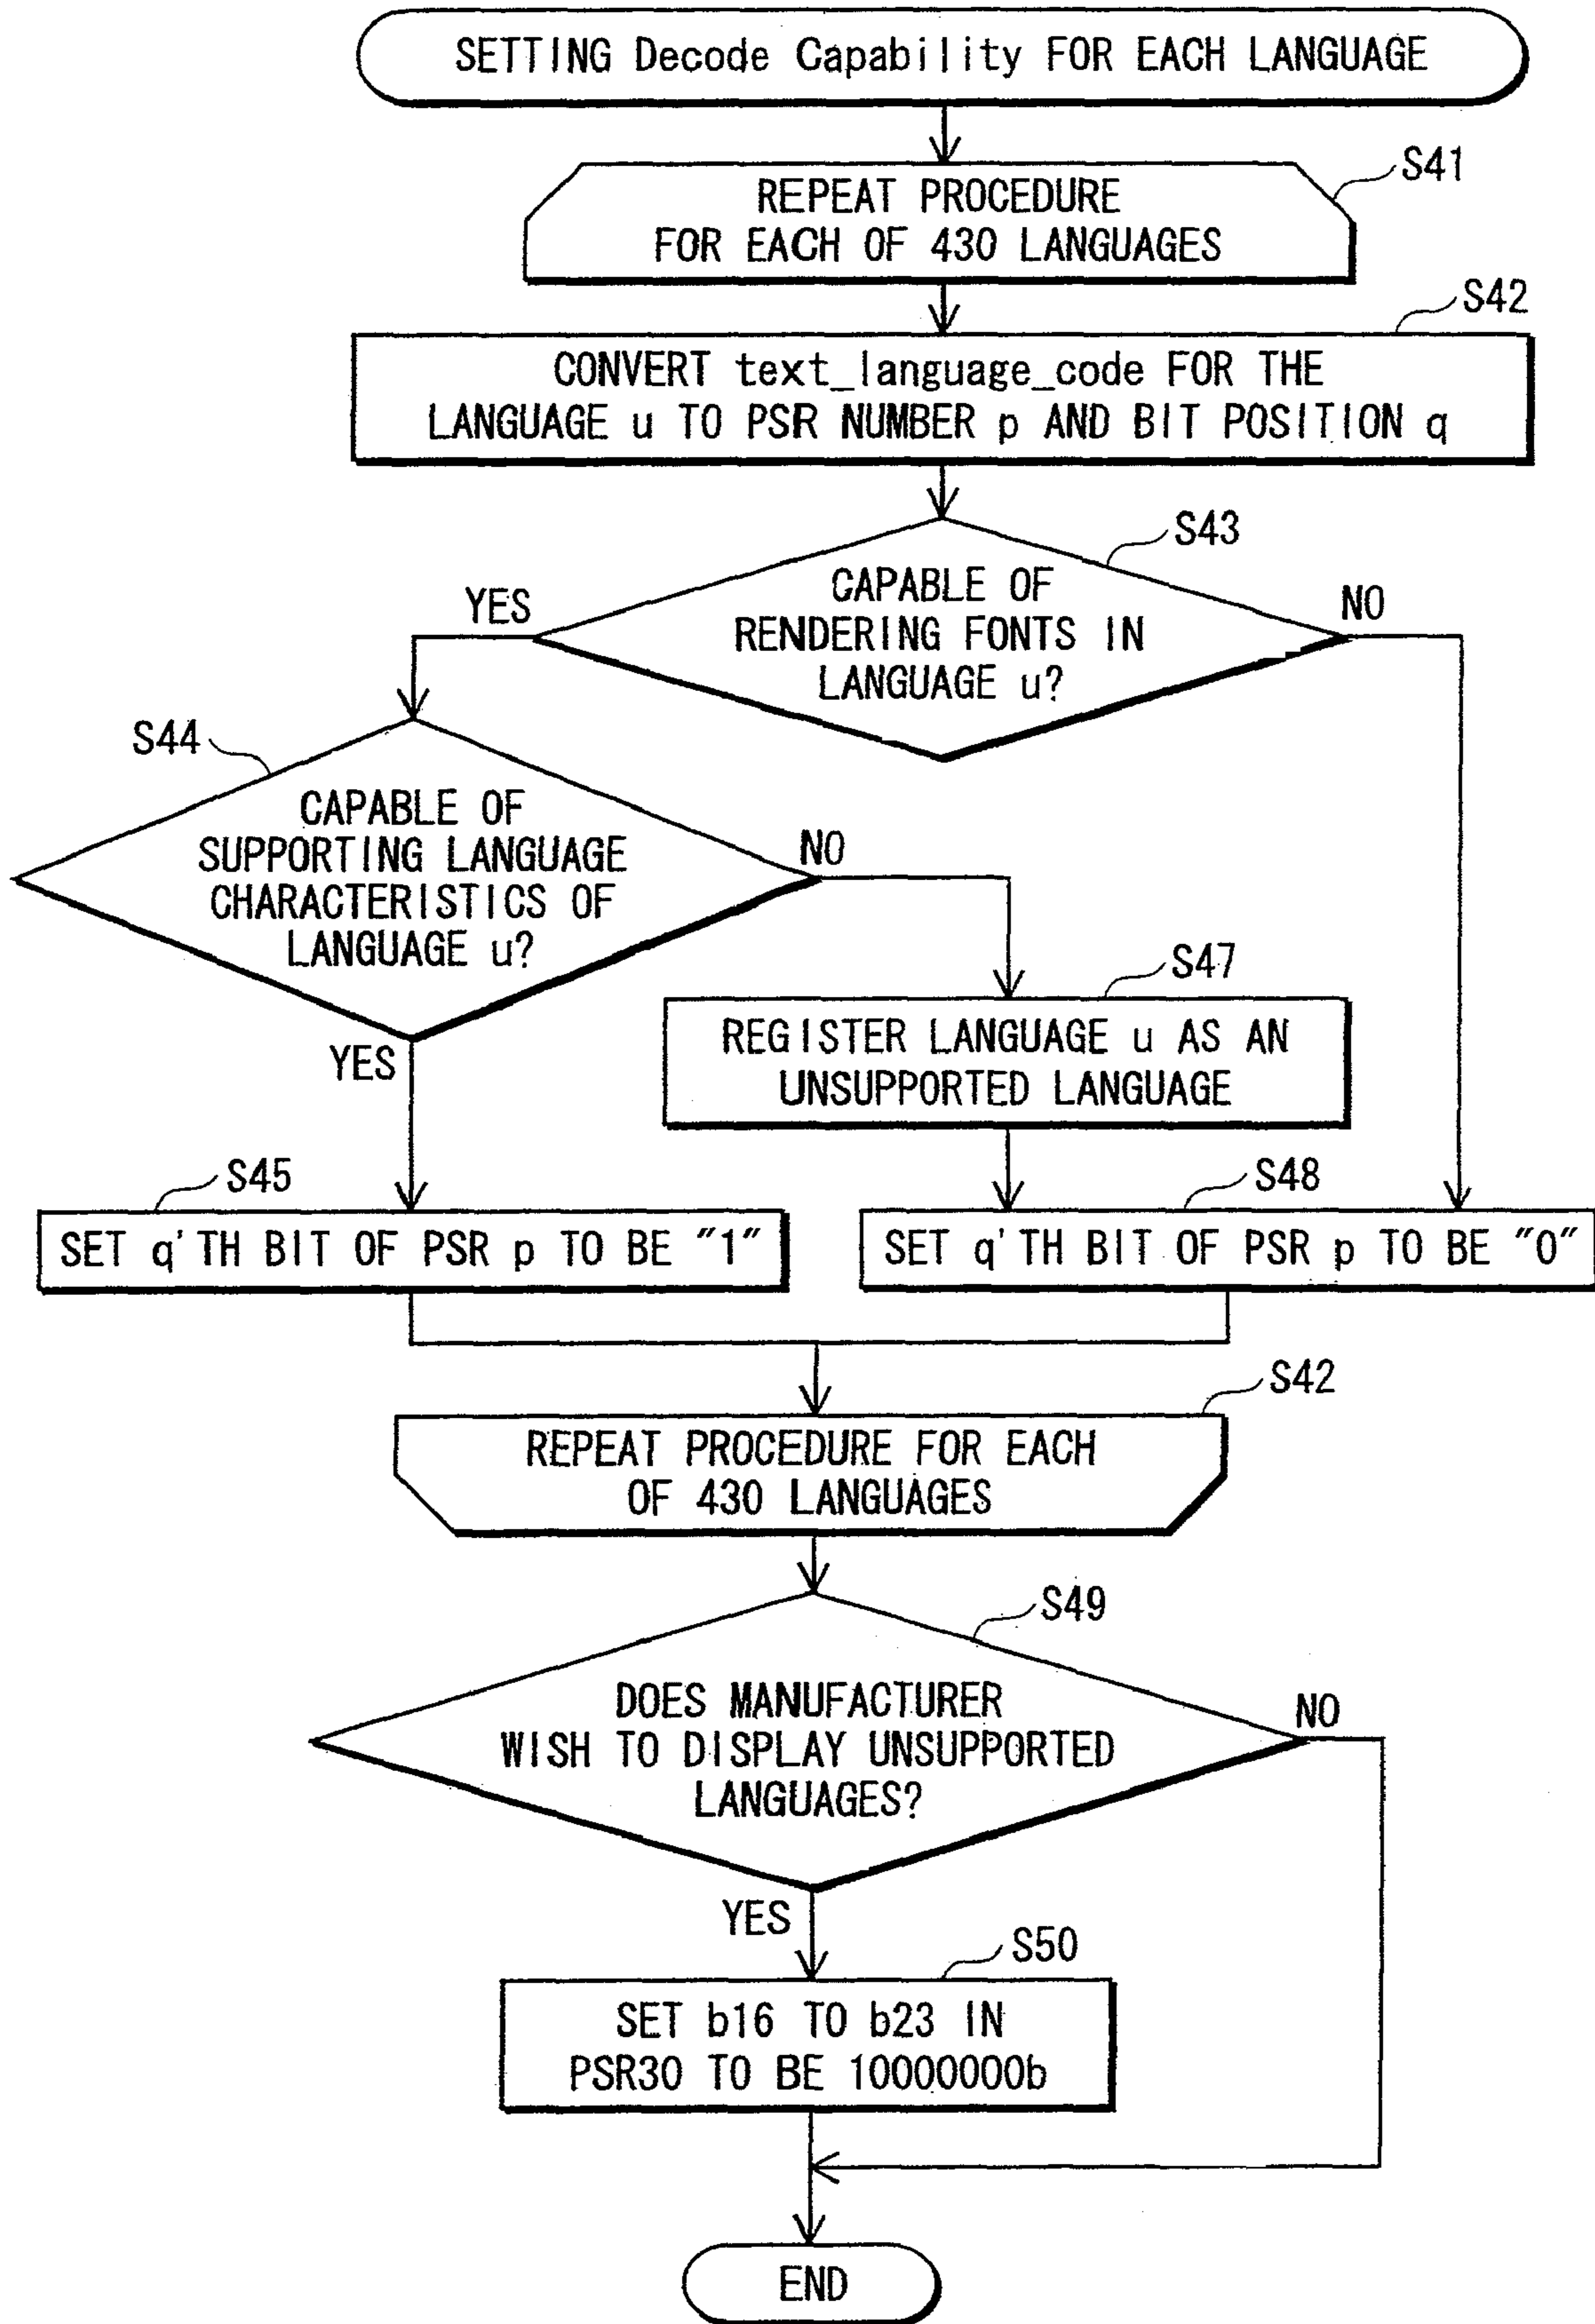 SETTING Decode Capability FOR EACH LANGUAGE
S41
REPEAT PROCEDURE
FOR EACH OF 430 LANGUAGES
S42
CONVERT text_language_code FOR THE
LANGUAGE u TO PSR NUMBER p AND BIT POSITION q
S43
CAPABLE OF
RENDERING FONTS IN
LANGUAGE u?
YES
NO
S44
CAPABLE OF
SUPPORTING LANGUAGE
CHARACTERISTICS OF
LANGUAGE u?
NO
YES
S47
REGISTER LANGUAGE u AS AN
UNSUPPORTED LANGUAGE
S45
SET q'TH BIT OF PSR p TO BE "1"
S48
SET q'TH BIT OF PSR p TO BE "0"
S42
REPEAT PROCEDURE FOR EACH
OF 430 LANGUAGES
S49
DOES MANUFACTURER
WISH TO DISPLAY UNSUPPORTED
LANGUAGES?
NO
YES
S50
SET b16 TO b23 IN
PSR30 TO BE 10000000b
END